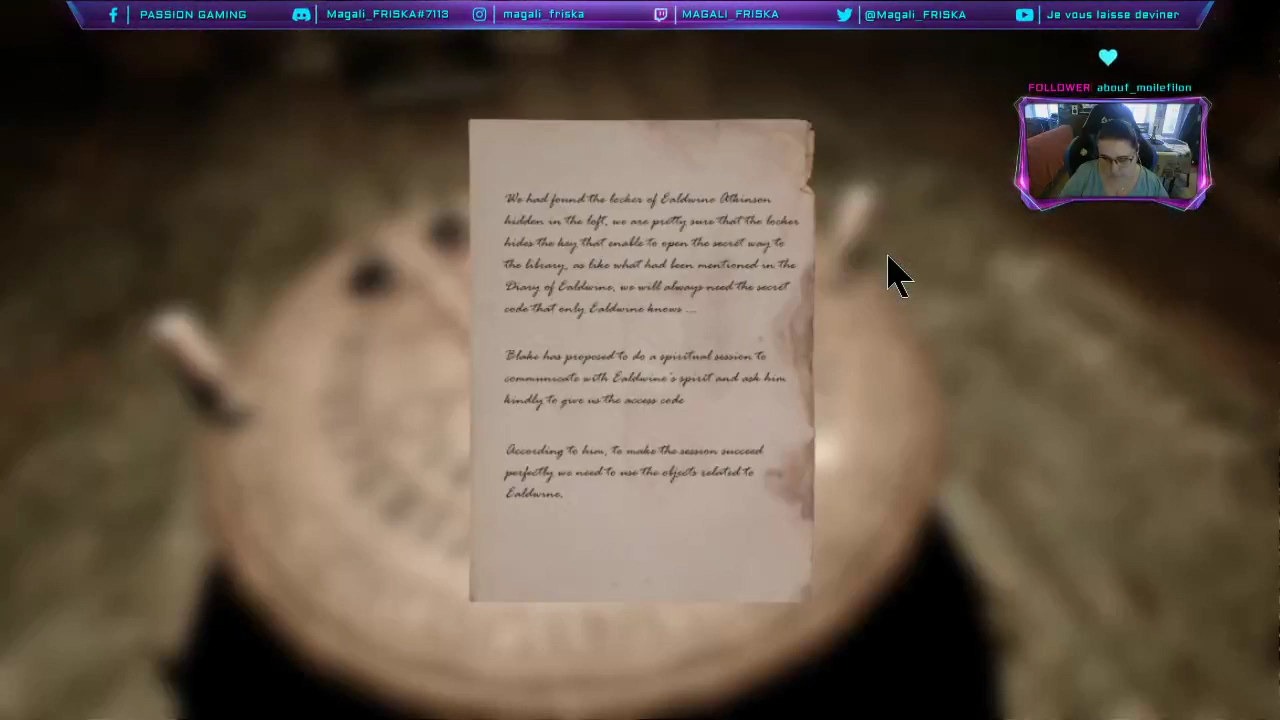 PASSION GAMING
Magali_FRISKA#7113
magali_friska
MAGALI_FRISKA
@Magali_FRISKA
Je vous laisse deviner
FOLLOWER abouf_moilefilon
We had found the locker of Ealdwine Atkinson
hidden in the loft, we are pretty sure that the locker
hides the key that enable to open the secret way to
the library, as like what had been mentioned in the
Diary of Ealdwine, we will always need the secret
code that only Ealdwine knows ...
Blake has proposed to do a spiritual session to
communicate with Ealdwine's spirit and ask him
kindly to give us the access code
According to him, to make the session succeed
perfectly we need to use the objects related to
Ealdwine.